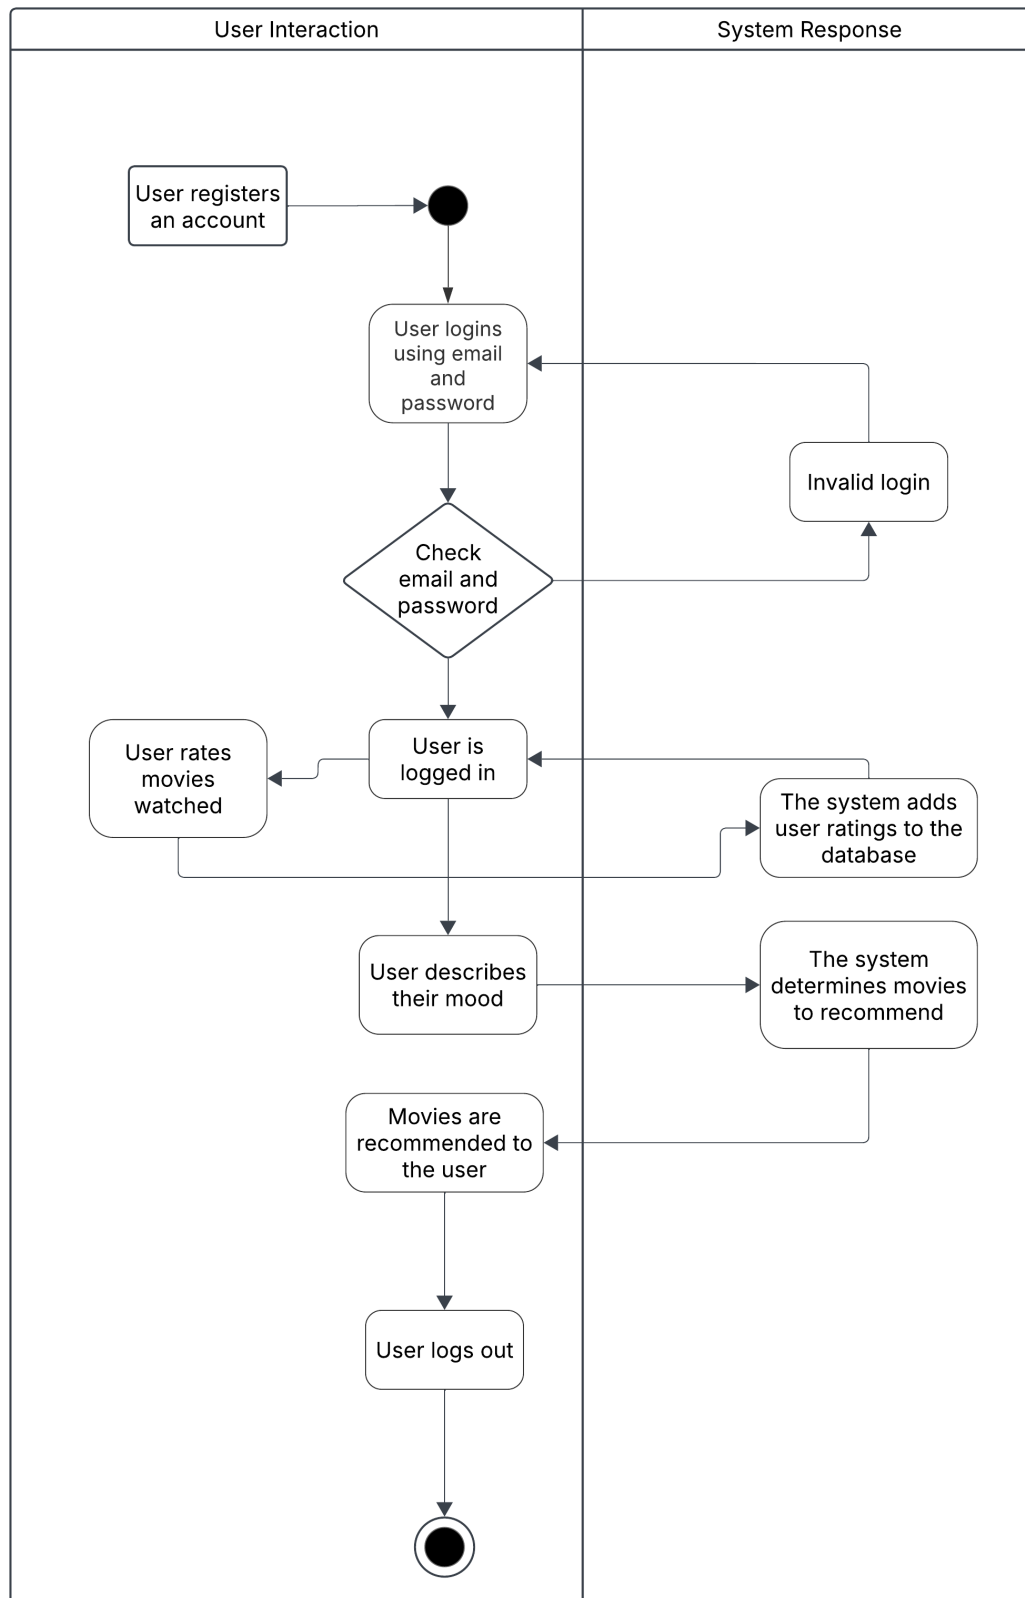 User Interaction
System Response
User registers
an account
User logins
using email
and
password
Invalid login
Check
email and
password
User is
logged in
User rates
movies
watched
The system adds
user ratings to the
database
User describes
their mood
The system
determines movies
to recommend
Movies are
recommended to
the user
User logs out